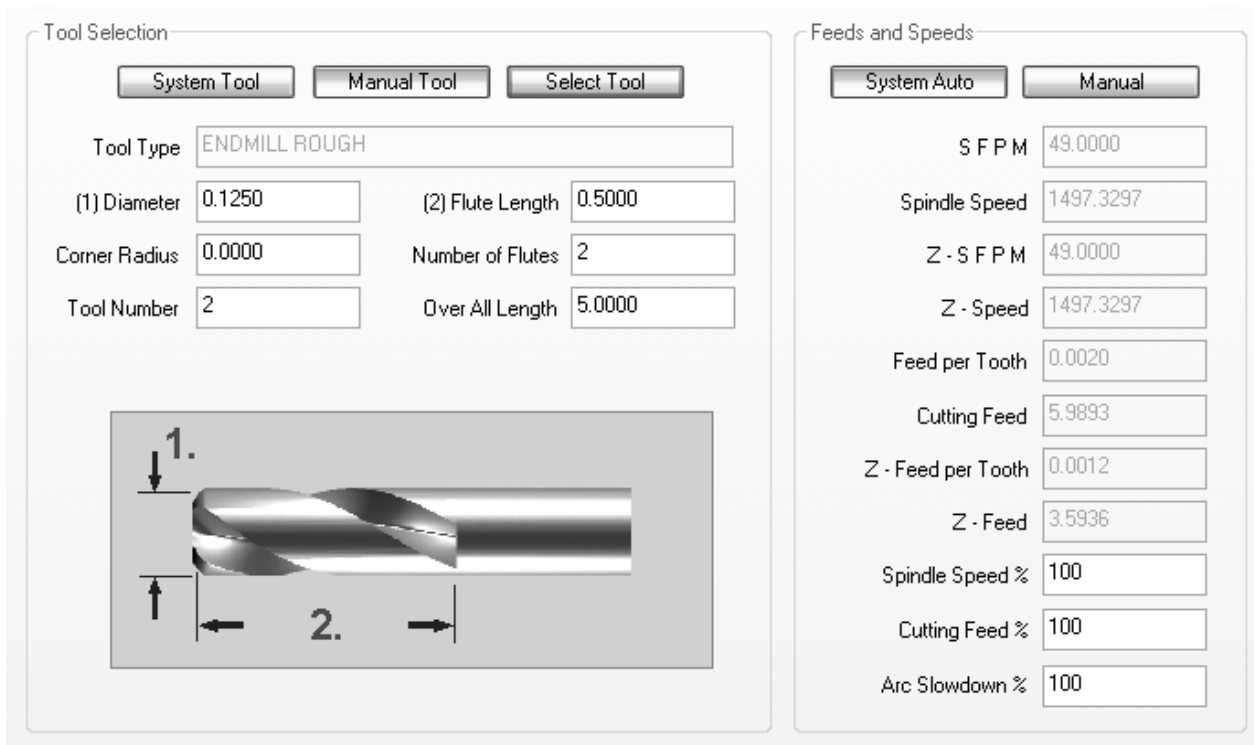 Tool Selection
System Tool Manual Tool Select Tool
Tool Type ENDMILL ROUGH
(1) Diameter 0.1250 (2) Flute Length 0.5000
Corner Radius 0.0000 Number of Flutes 2
Tool Number 2 Over All Length 5.0000
1.
2.
Feeds and Speeds
System Auto Manual
S F P M 49.0000
Spindle Speed 1497.3297
Z - S F P M 49.0000
Z - Speed 1497.3297
Feed per Tooth 0.0020
Cutting Feed 5.9893
Z - Feed per Tooth 0.0012
Z - Feed 3.5936
Spindle Speed % 100
Cutting Feed % 100
Arc Slowdown % 100